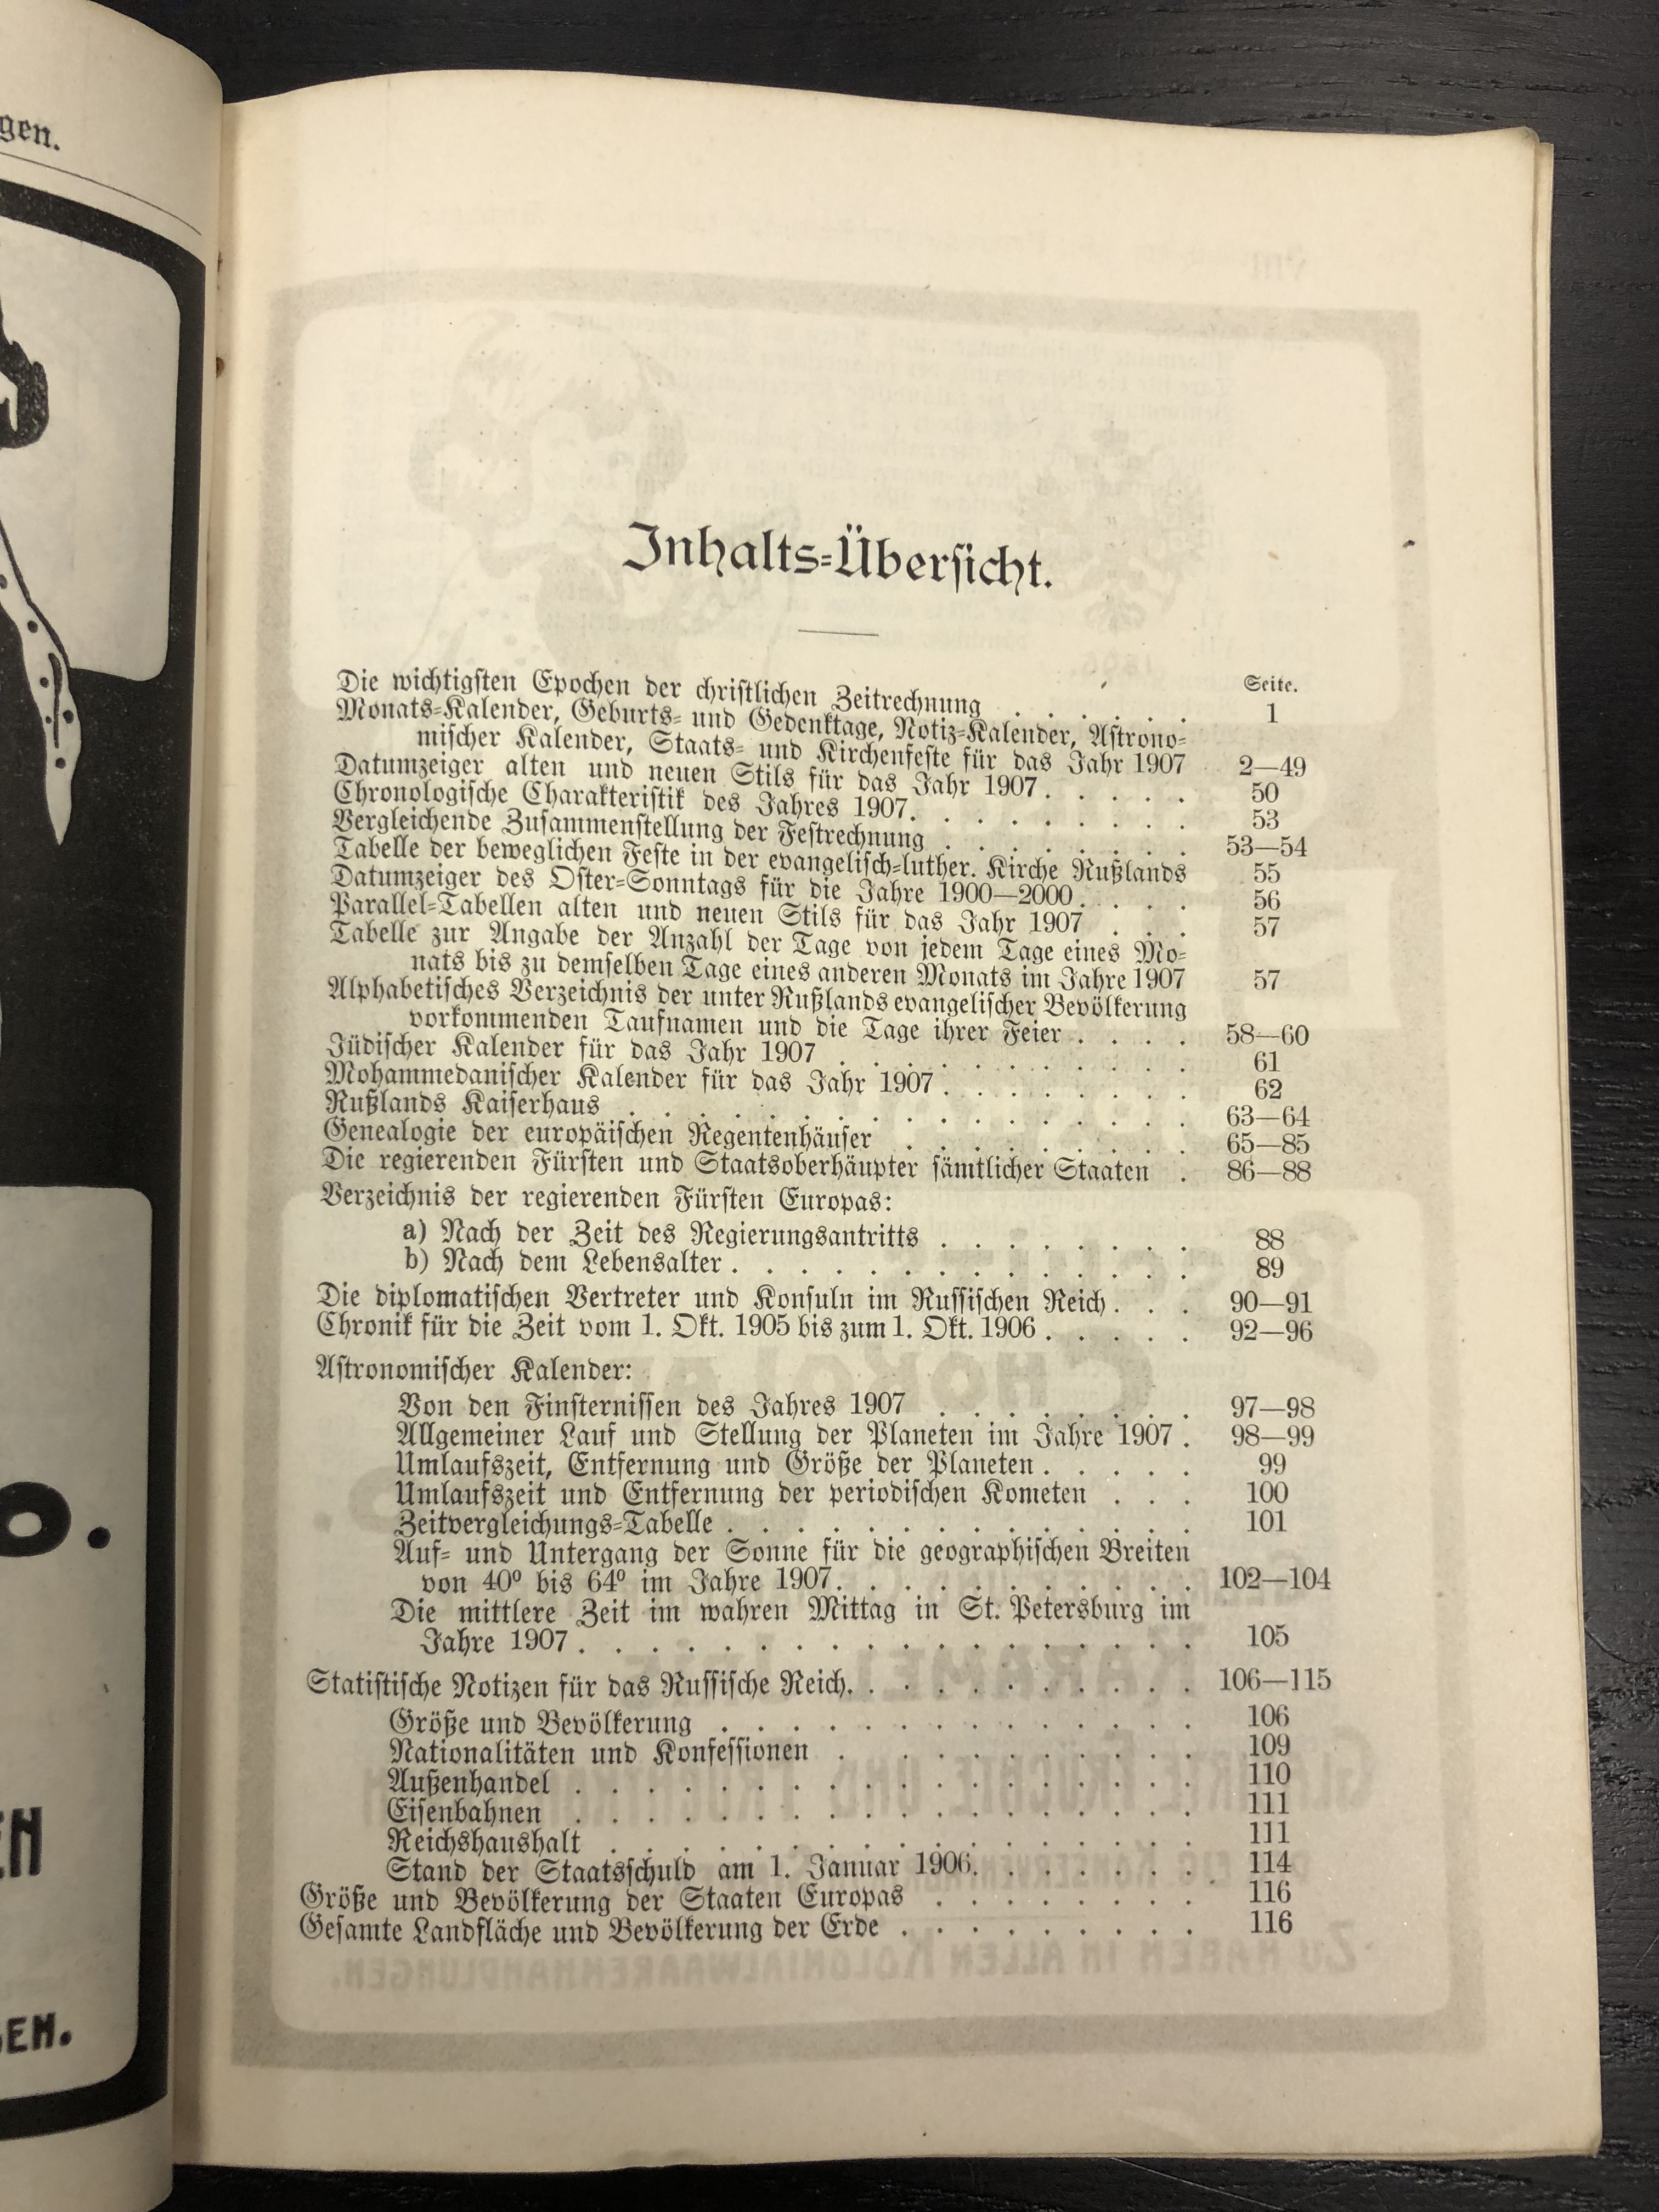 gen.
o.
EN
GEN.
Inhalts-Übersicht.
Seite.
Die wichtigsten Epochen der christlichen Zeitrechnung . . . . . . 1
Monats-Kalender, Geburts- und Gedenktage, Notiz-Kalender, Astrono-
mischer Kalender, Staats- und Kirchenfeste für das Jahr 1907 2—49
Datumzeiger alten und neuen Stils für das Jahr 1907 . . . . . 50
Chronologische Charakteristik des Jahres 1907. . . . . . . . . 53
Vergleichende Zusammenstellung der Festrechnung . . . . . . . 53—54
Tabelle der beweglichen Feste in der evangelisch-luther. Kirche Rußlands 55
Datumzeiger des Oster-Sonntags für die Jahre 1900—2000 . . . . 56
Parallel-Tabellen alten und neuen Stils für das Jahr 1907 . . . 57
Tabelle zur Angabe der Anzahl der Tage von jedem Tage eines Mo-
nats bis zu demselben Tage eines anderen Monats im Jahre 1907 57
Alphabetisches Verzeichnis der unter Rußlands evangelischer Bevölkerung
vorkommenden Taufnamen und die Tage ihrer Feier . . . . 58—60
Jüdischer Kalender für das Jahr 1907 . . . . . . . . . . . 61
Mohammedanischer Kalender für das Jahr 1907 . . . . . . . . 62
Rußlands Kaiserhaus . . . . . . . . . . . . . . . . . 63—64
Genealogie der europäischen Regentenhäuser . . . . . . . . . 65—85
Die regierenden Fürsten und Staatsoberhäupter sämtlicher Staaten . 86—88
Verzeichnis der regierenden Fürsten Europas:
a) Nach der Zeit des Regierungsantritts . . . . . . . . 88
b) Nach dem Lebensalter . . . . . . . . . . . . . . 89
Die diplomatischen Vertreter und Konsuln im Russischen Reich . . . 90—91
Chronik für die Zeit vom 1. Okt. 1905 bis zum 1. Okt. 1906 . . . . . 92—96
Astronomischer Kalender:
Von den Finsternissen des Jahres 1907 . . . . . . . . 97—98
Allgemeiner Lauf und Stellung der Planeten im Jahre 1907 . 98—99
Umlaufszeit, Entfernung und Größe der Planeten . . . . . 99
Umlaufszeit und Entfernung der periodischen Kometen . . . 100
Zeitvergleichungs-Tabelle . . . . . . . . . . . . . . 101
Auf- und Untergang der Sonne für die geographischen Breiten
von 40° bis 64° im Jahre 1907. . . . . . . . . . . 102—104
Die mittlere Zeit im wahren Mittag in St. Petersburg im
Jahre 1907 . . . . . . . . . . . . . . . . . . 105
Statistische Notizen für das Russische Reich. . . . . . . . . . . 106—115
Größe und Bevölkerung . . . . . . . . . . . . . . 106
Nationalitäten und Konfessionen . . . . . . . . . . 109
Außenhandel . . . . . . . . . . . . . . . . . . 110
Eisenbahnen . . . . . . . . . . . . . . . . . . 111
Reichshaushalt . . . . . . . . . . . . . . . . . 111
Stand der Staatsschuld am 1. Januar 1906. . . . . . . 114
Größe und Bevölkerung der Staaten Europas . . . . . . . . 116
Gesamte Landfläche und Bevölkerung der Erde . . . . . . . . . 116